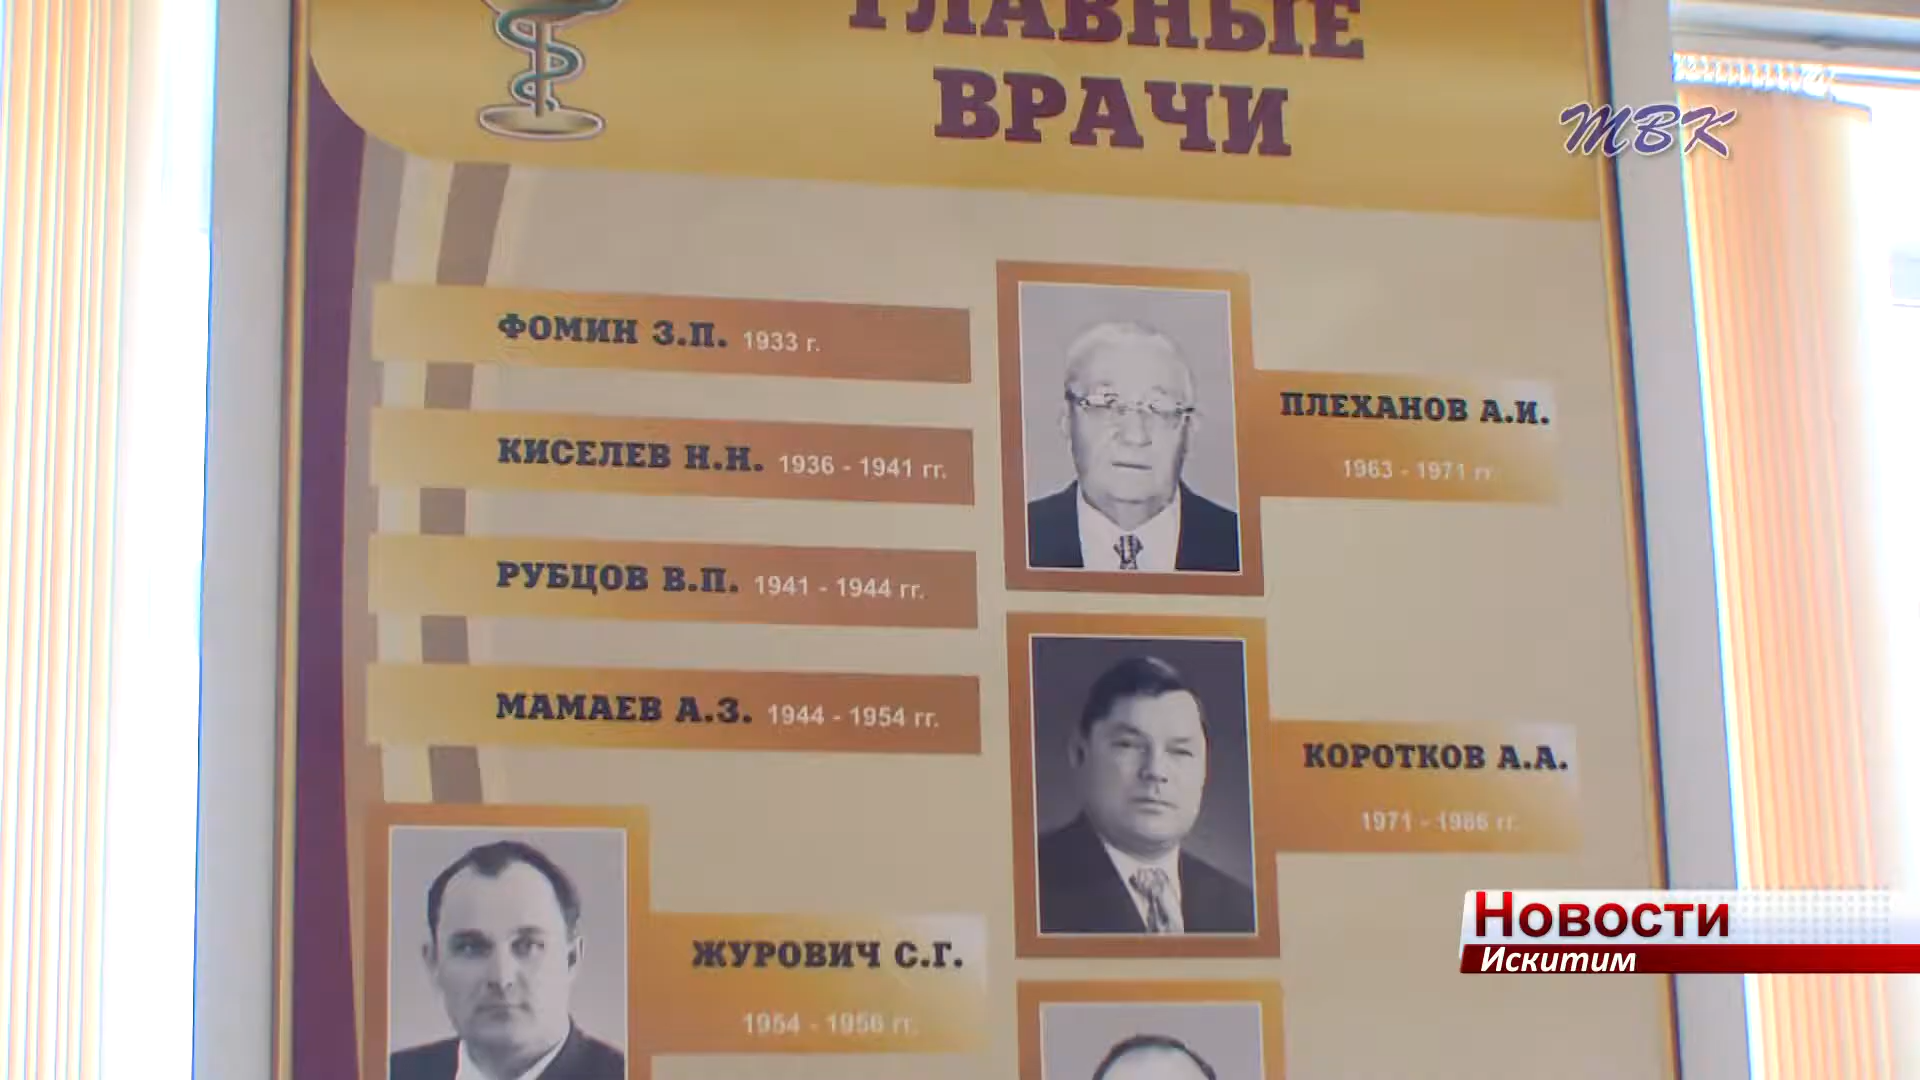 ГЛАВНЫЕ
ВРАЧИ
ТВК
ФОМИН З.П. 1933 г.
КИСЕЛЕВ Н.Н. 1936 - 1941 гг.
РУБЦОВ В.П. 1941 - 1944 гг.
МАМАЕВ А.З. 1944 - 1954 гг.
ЖУРОВИЧ С.Г.
1954 - 1956 гг.
ПЛЕХАНОВ А.И.
1963 - 1971 гг.
КОРОТКОВ А.А.
1971 - 1986 гг.
Новости
Искитим